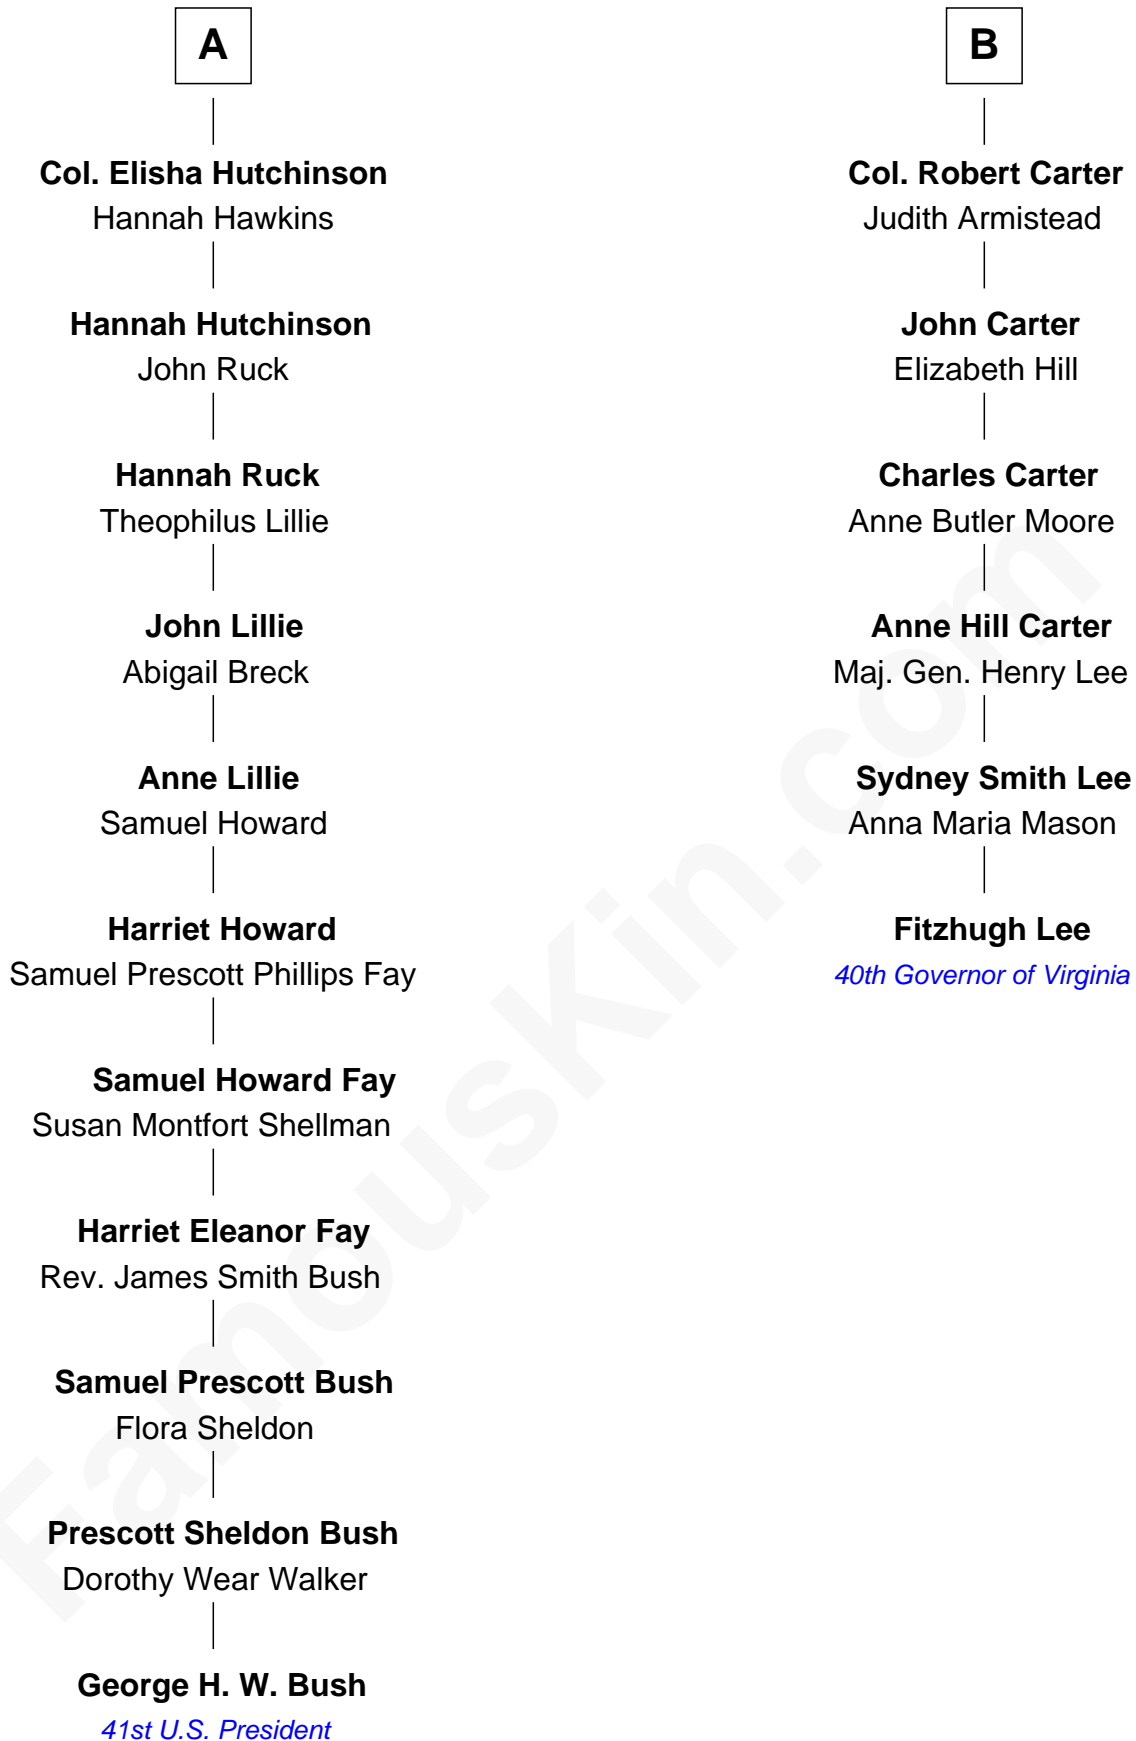 A
Col. Elisha Hutchinson
Hannah Hawkins
Hannah Hutchinson
John Ruck
Hannah Ruck
Theophilus Lillie
John Lillie
Abigail Breck
Anne Lillie
Samuel Howard
Harriet Howard
Samuel Prescott Phillips Fay
Samuel Howard Fay
Susan Montfort Shellman
Harriet Eleanor Fay
Rev. James Smith Bush
Samuel Prescott Bush
Flora Sheldon
Prescott Sheldon Bush
Dorothy Wear Walker
George H. W. Bush
41st U.S. President
B
Col. Robert Carter
Judith Armistead
John Carter
Elizabeth Hill
Charles Carter
Anne Butler Moore
Anne Hill Carter
Maj. Gen. Henry Lee
Sydney Smith Lee
Anna Maria Mason
Fitzhugh Lee
40th Governor of Virginia
FamousKin.com